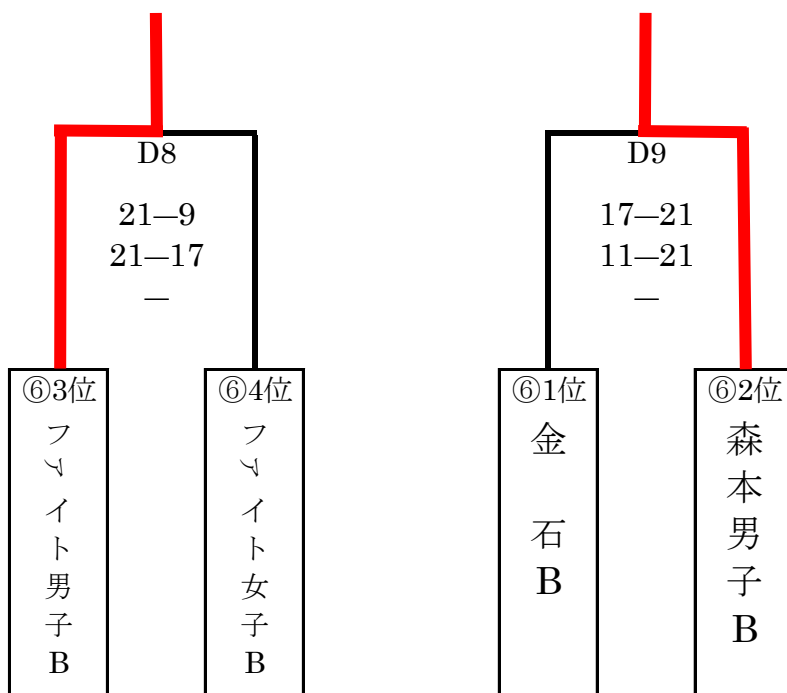 D8
21–9
21–17
–
D9
17–21
11–21
–
⑥3位
ファイト男子B
⑥4位
ファイト女子B
⑥1位
金 石B
⑥2位
森本男子B